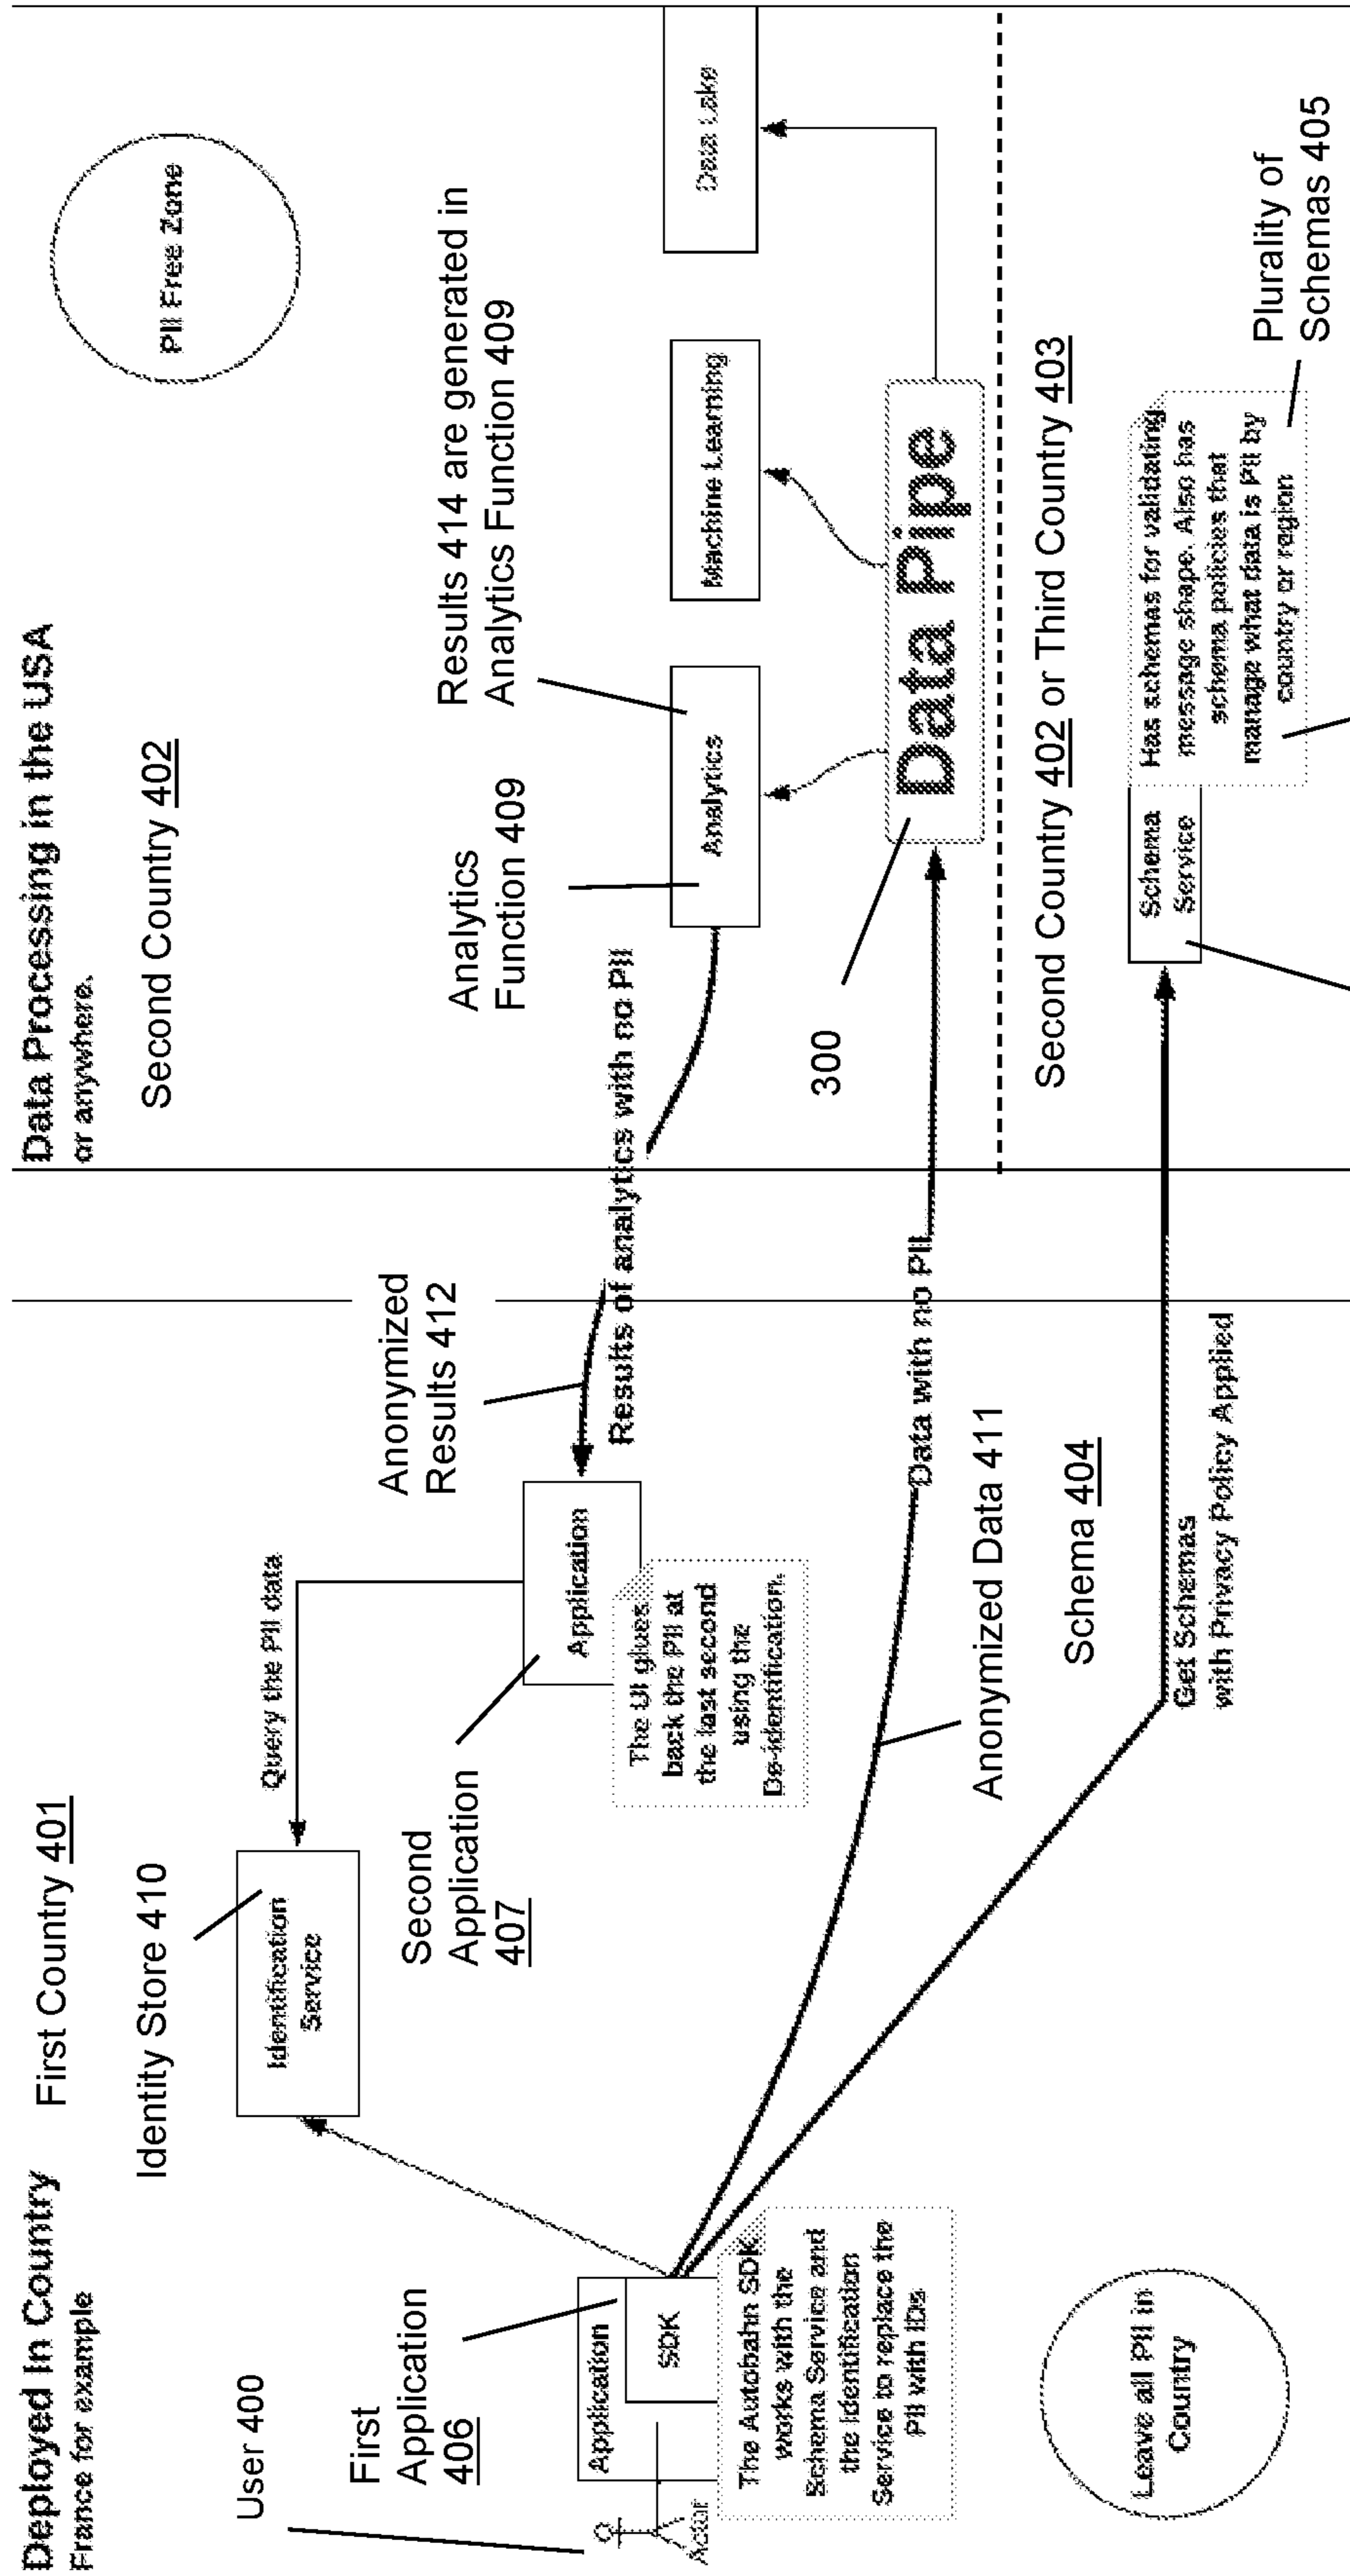 Deployed In Country
France for example
First Country 401
Identity Store 410
Identification
Service
Query the PII data
User 400
First
Application
406
Application
SDK
Actor
The Autobahn SDK
works with the
Schema Service and
the Identification
Service to replace the
PII with IDs
Second
Application
407
Application
The UI glues
back the PII at
the last second
using the
De-identification.
Anonymized
Results 412
Results of analytics with no PII
Data with no PII
Anonymized Data 411
Schema 404
Get Schemas
with Privacy Policy Applied
Leave all PII in
Country
Data Processing in the USA
or anywhere.
Second Country 402
PII Free Zone
Analytics
Function 409
Results 414 are generated in
Analytics Function 409
Analytics
Machine Learning
Data Lake
300
Data Pipe
Second Country 402 or Third Country 403
Schema
Service
Has schemas for validating
message shape. Also has
schema policies that
manage what data is PII by
country or region
Plurality of
Schemas 405